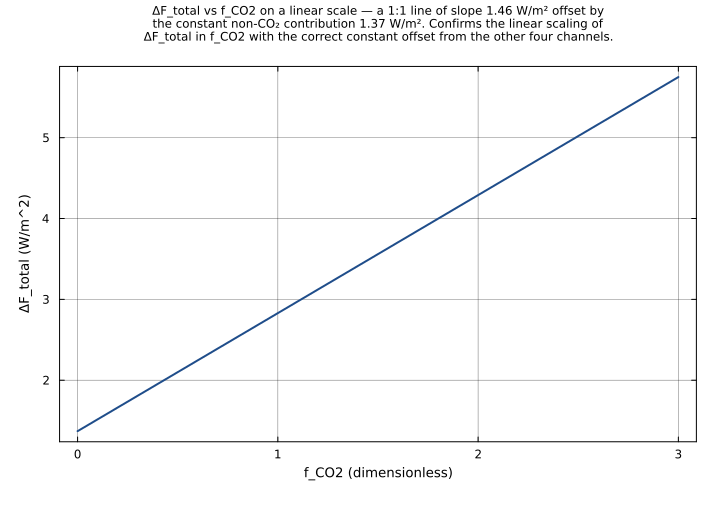 ΔF_total vs f_CO2 on a linear scale — a 1:1 line of slope 1.46 W/m² offset by
the constant non-CO₂ contribution 1.37 W/m². Confirms the linear scaling of
ΔF_total in f_CO2 with the correct constant offset from the other four channels.
5
4
3
2
ΔF_total (W/m^2)
0 1 2 3
f_CO2 (dimensionless)